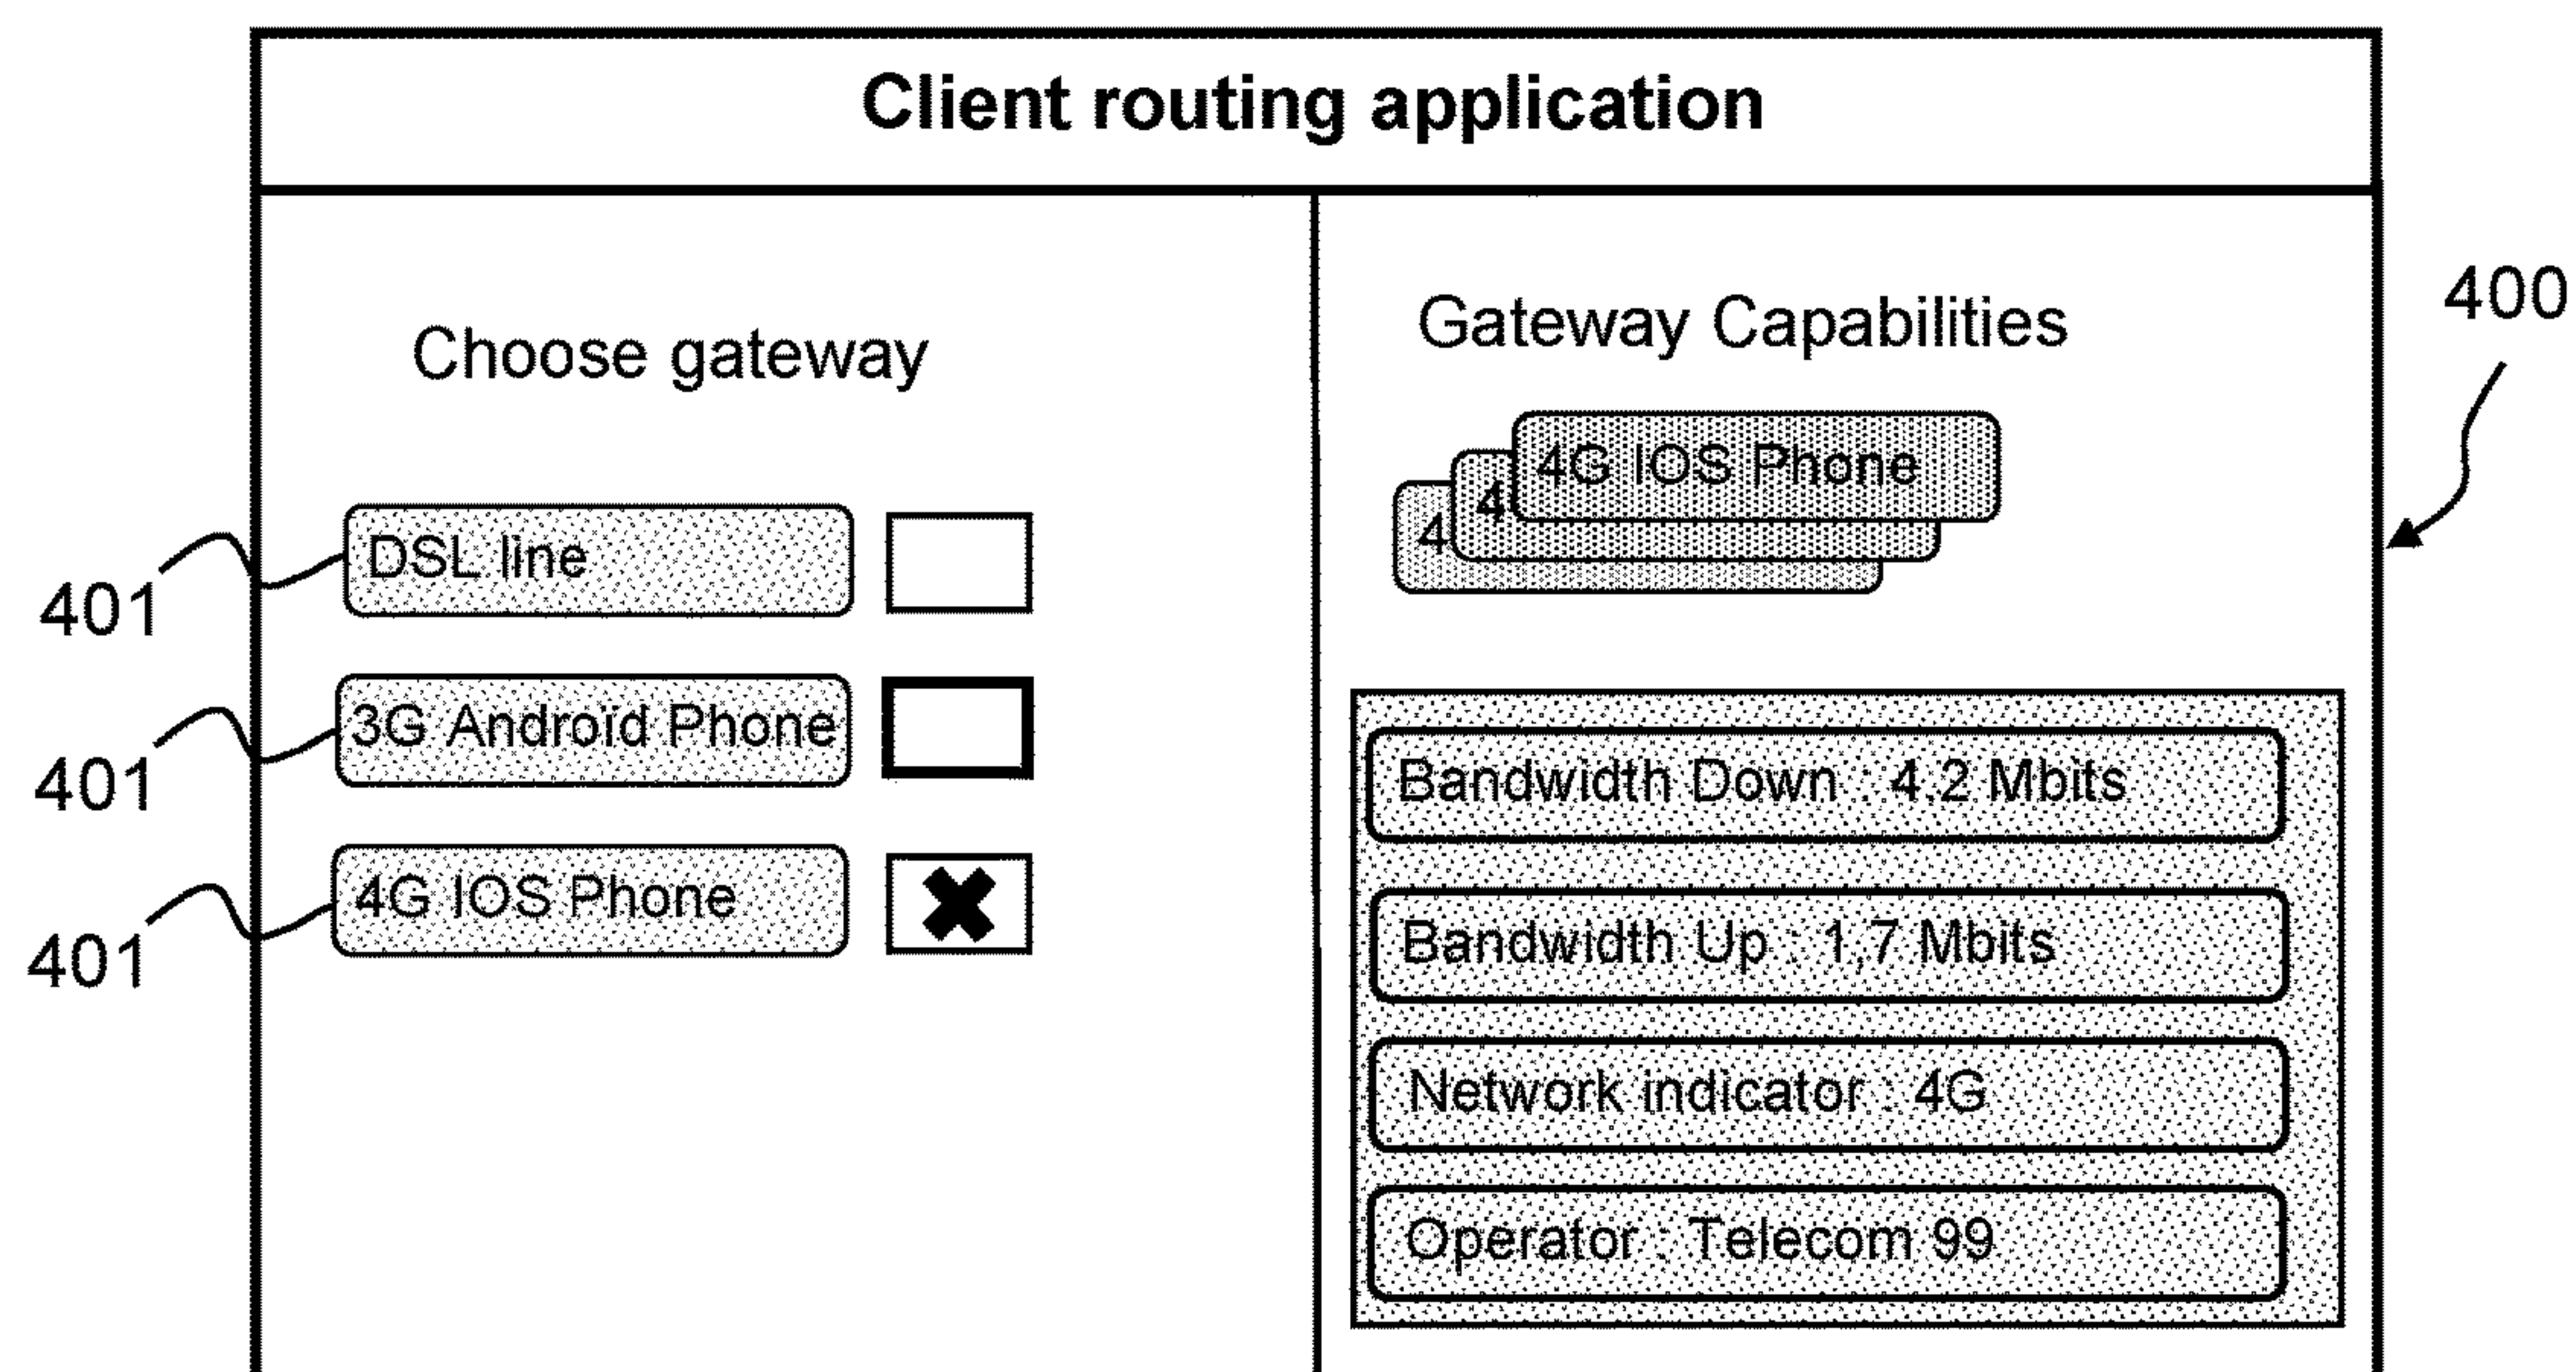 Client routing application
Choose gateway
401 DSL line
401 3G Android Phone
401 4G IOS Phone
Gateway Capabilities
400
4G IOS Phone
4
4
Bandwidth Down : 4,2 Mbits
Bandwidth Up : 1,7 Mbits
Network indicator : 4G
Operator : Telecom 99